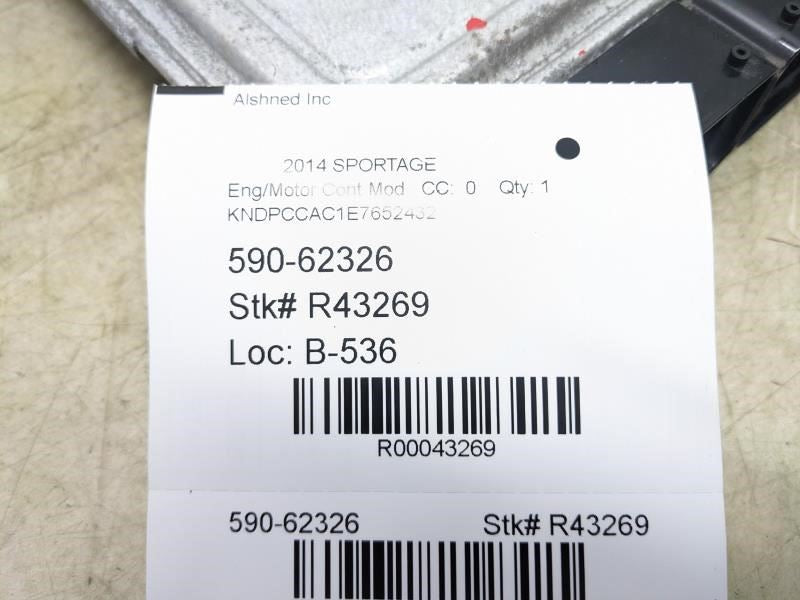 Alshned Inc
2014 SPORTAGE
Eng/Motor Cont Mod CC: 0 Qty: 1
KNDPCCAC1E7652432
590-62326
Stk# R43269
Loc: B-536
R00043269
590-62326 Stk# R43269